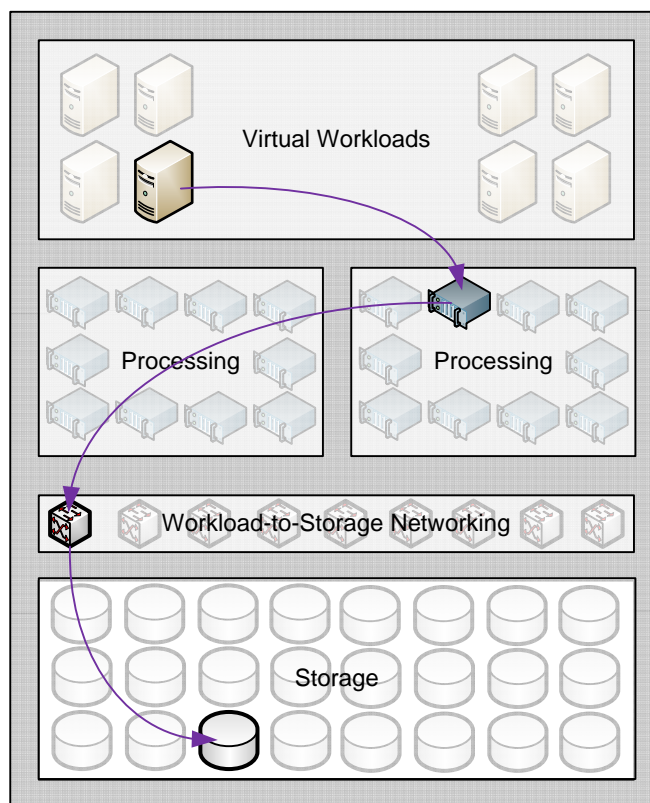 Virtual Workloads
Processing
Processing
Workload-to-Storage Networking
Storage